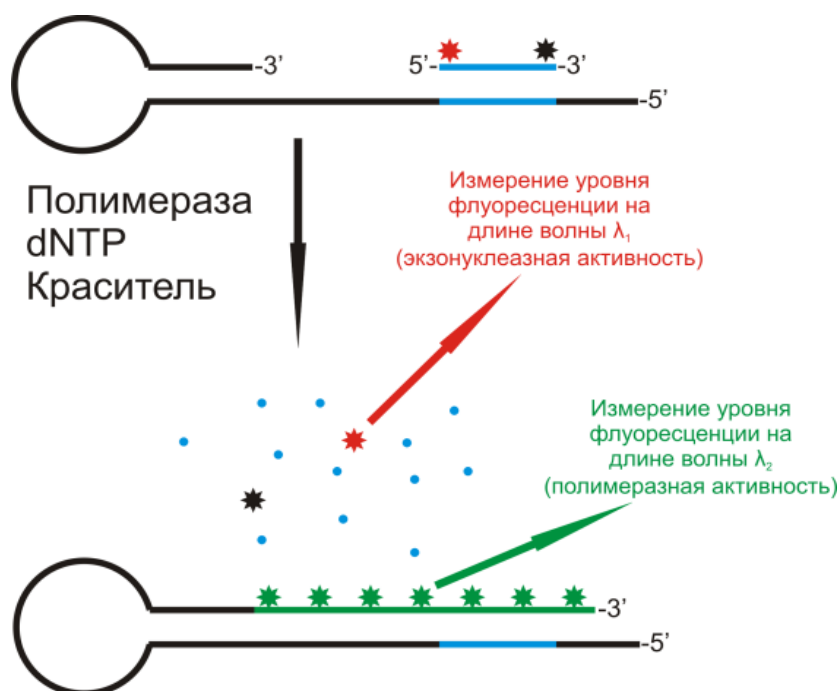 -3’
5’-
-3’
-5’
Полимераза
dNTP
Краситель
Измерение уровня
флуоресценции на
длине волны λ₁
(экзонуклеазная активность)
Измерение уровня
флуоресценции на
длине волны λ₂
(полимеразная активность)
-3’
-5’